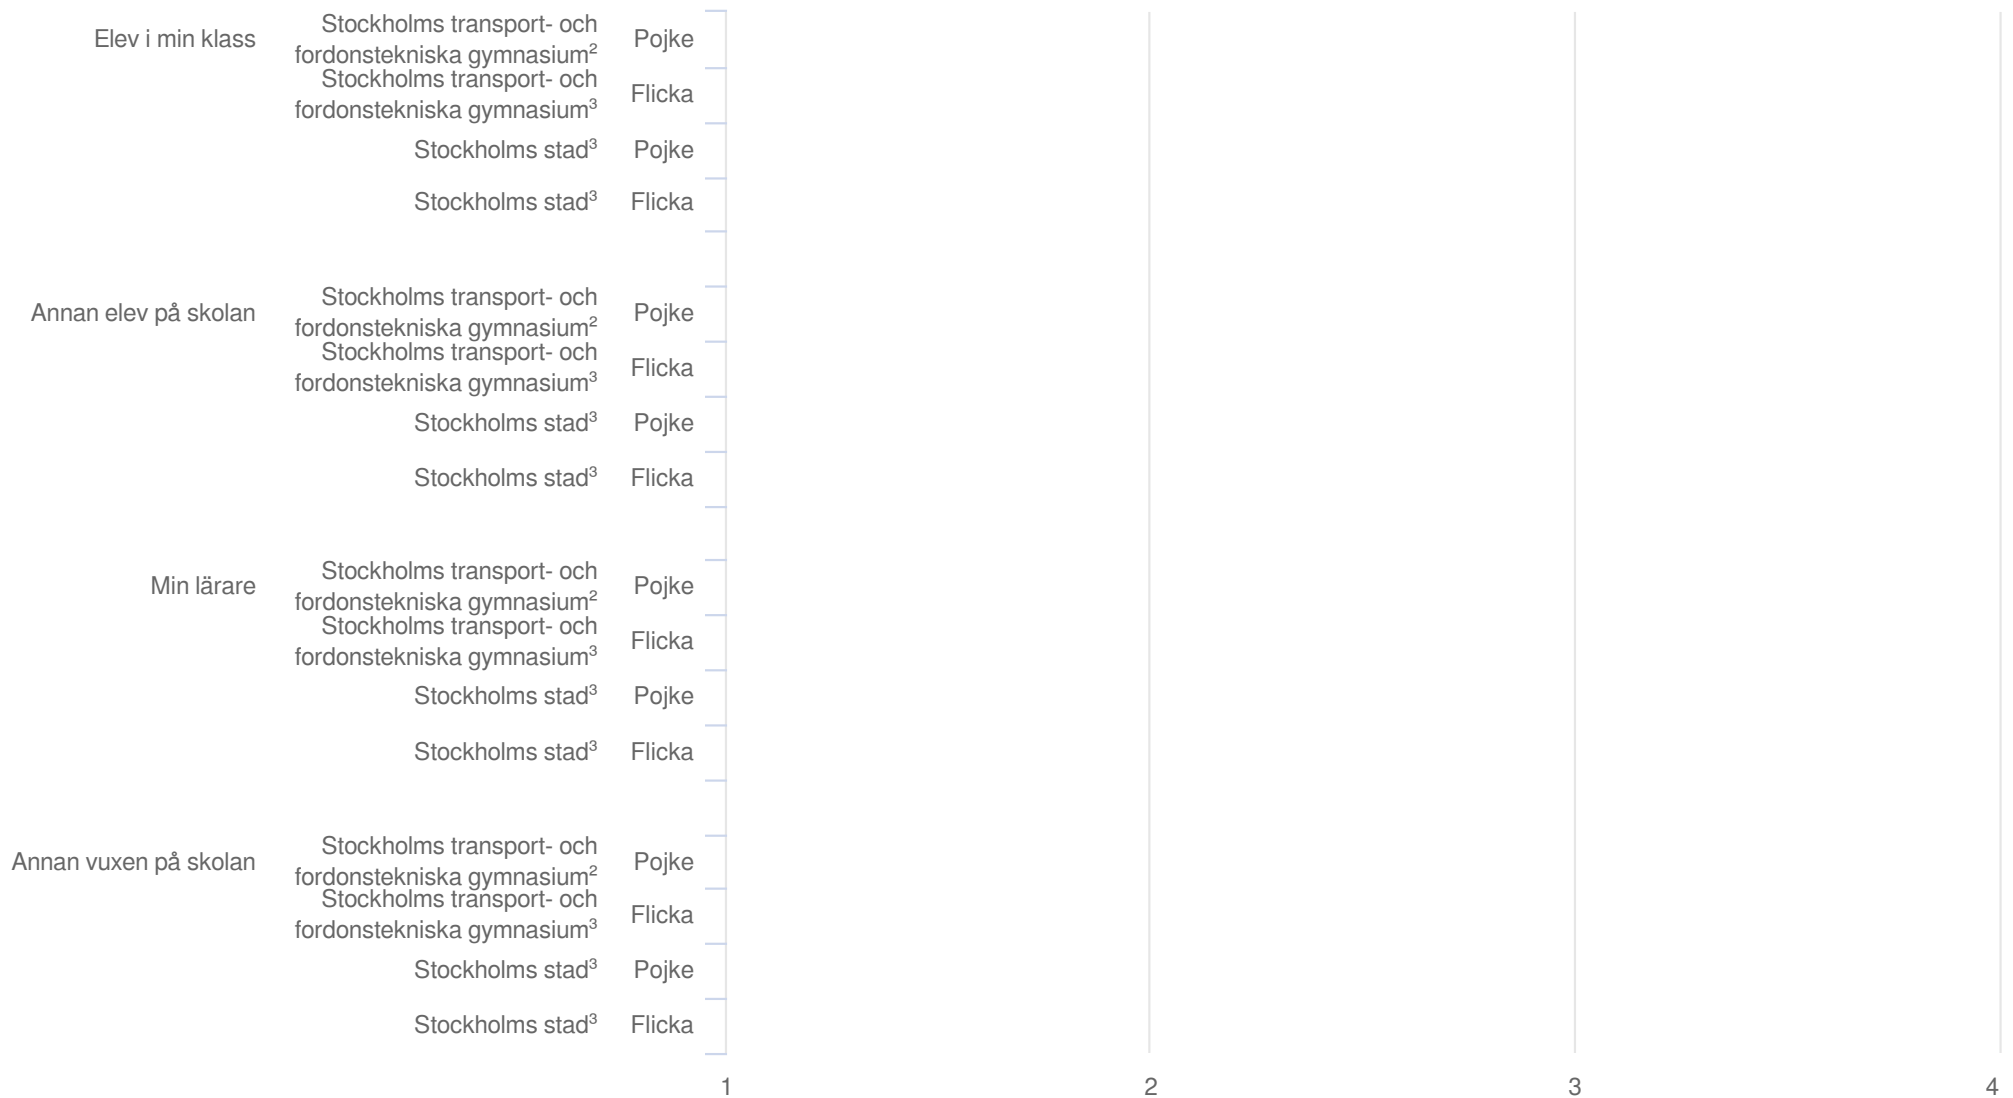 Elev i min klass
Stockholms transport- och
fordonstekniska gymnasium²
Pojke
Stockholms transport- och
fordonstekniska gymnasium³
Flicka
Stockholms stad³
Pojke
Stockholms stad³
Flicka
Annan elev på skolan
Stockholms transport- och
fordonstekniska gymnasium²
Pojke
Stockholms transport- och
fordonstekniska gymnasium³
Flicka
Stockholms stad³
Pojke
Stockholms stad³
Flicka
Min lärare
Stockholms transport- och
fordonstekniska gymnasium²
Pojke
Stockholms transport- och
fordonstekniska gymnasium³
Flicka
Stockholms stad³
Pojke
Stockholms stad³
Flicka
Annan vuxen på skolan
Stockholms transport- och
fordonstekniska gymnasium²
Pojke
Stockholms transport- och
fordonstekniska gymnasium³
Flicka
Stockholms stad³
Pojke
Stockholms stad³
Flicka
1 2 3 4